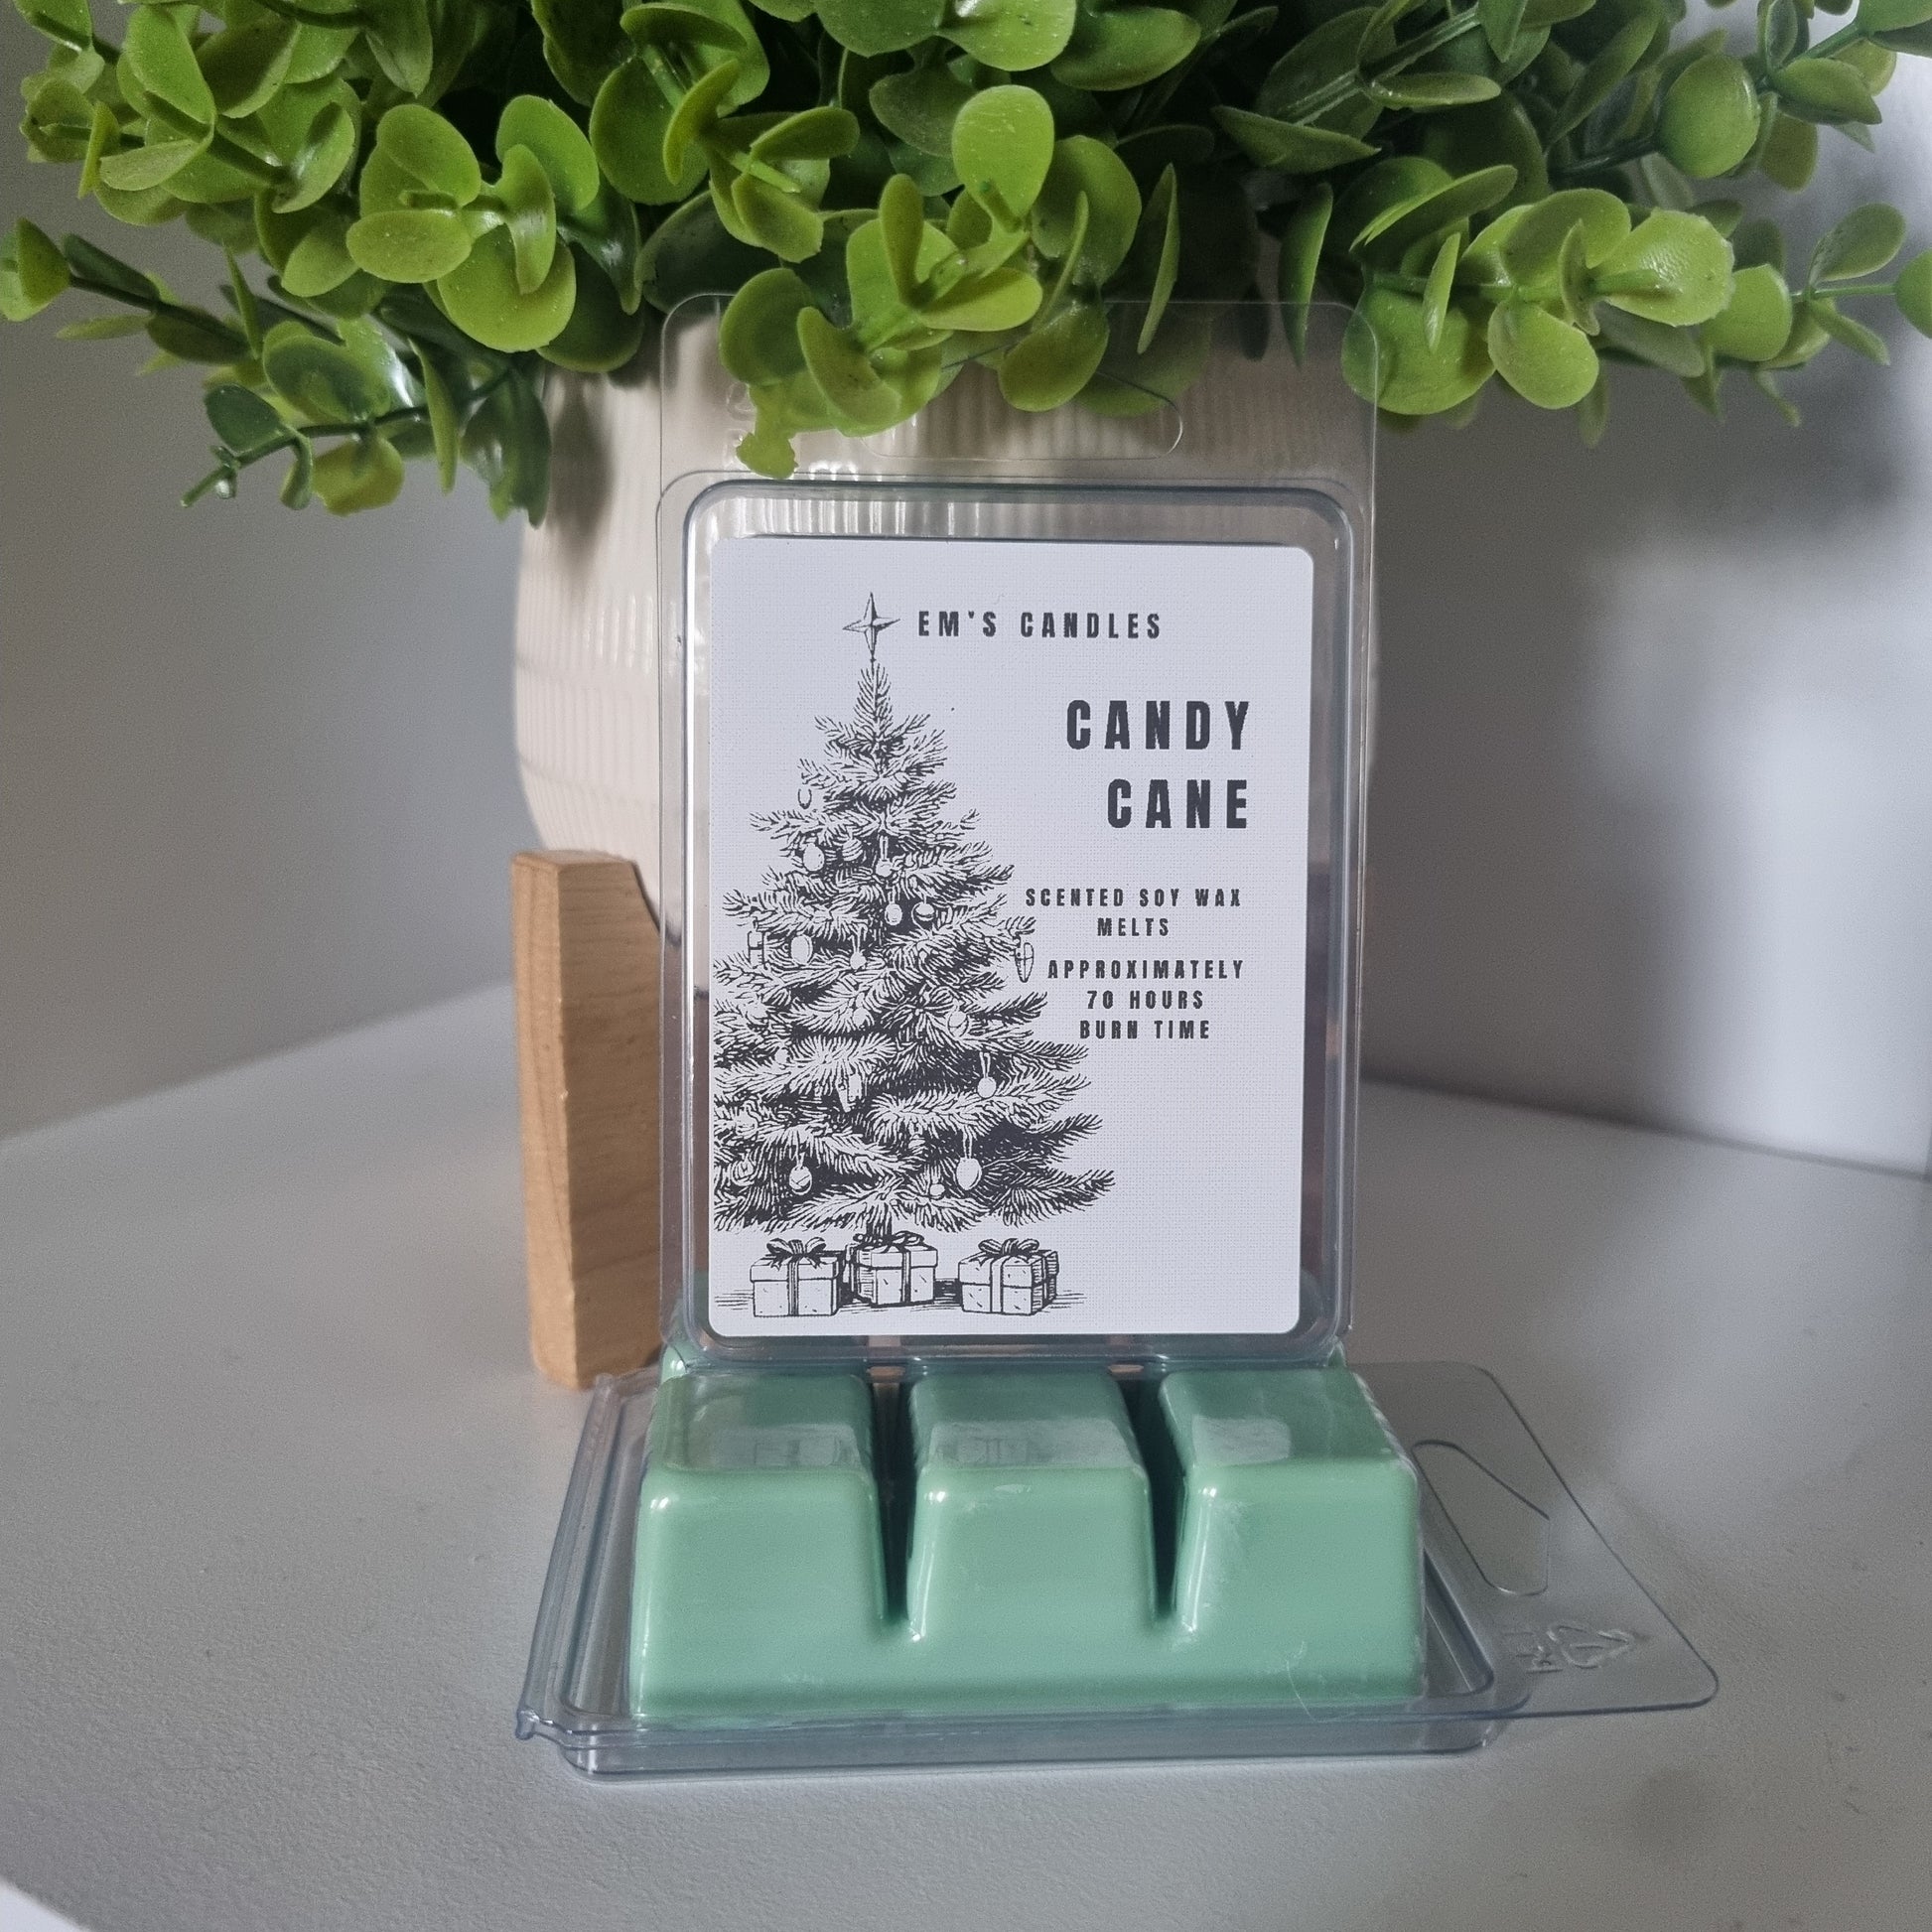 EM'S CANDLES
CANDY
CANE
SCENTED SOY WAX
MELTS
APPROXIMATELY
70 HOURS
BURN TIME